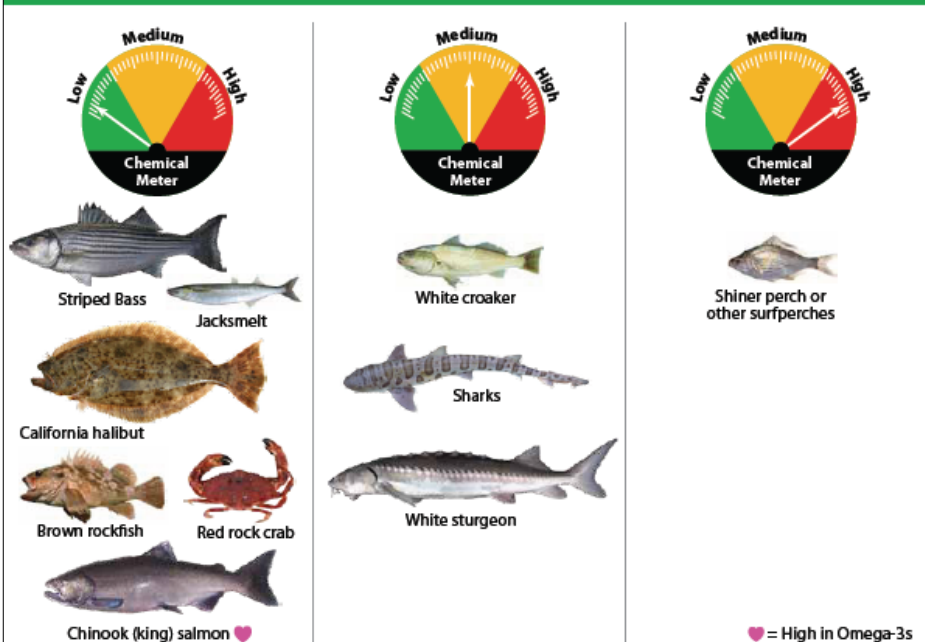 Medium
Low
High
Chemical
Meter
Striped Bass
Jacksmelt
California halibut
Brown rockfish
Red rock crab
Chinook (king) salmon
Medium
Low
High
Chemical
Meter
White croaker
Sharks
White sturgeon
Medium
Low
High
Chemical
Meter
Shiner perch or
other surfperches
= High in Omega-3s